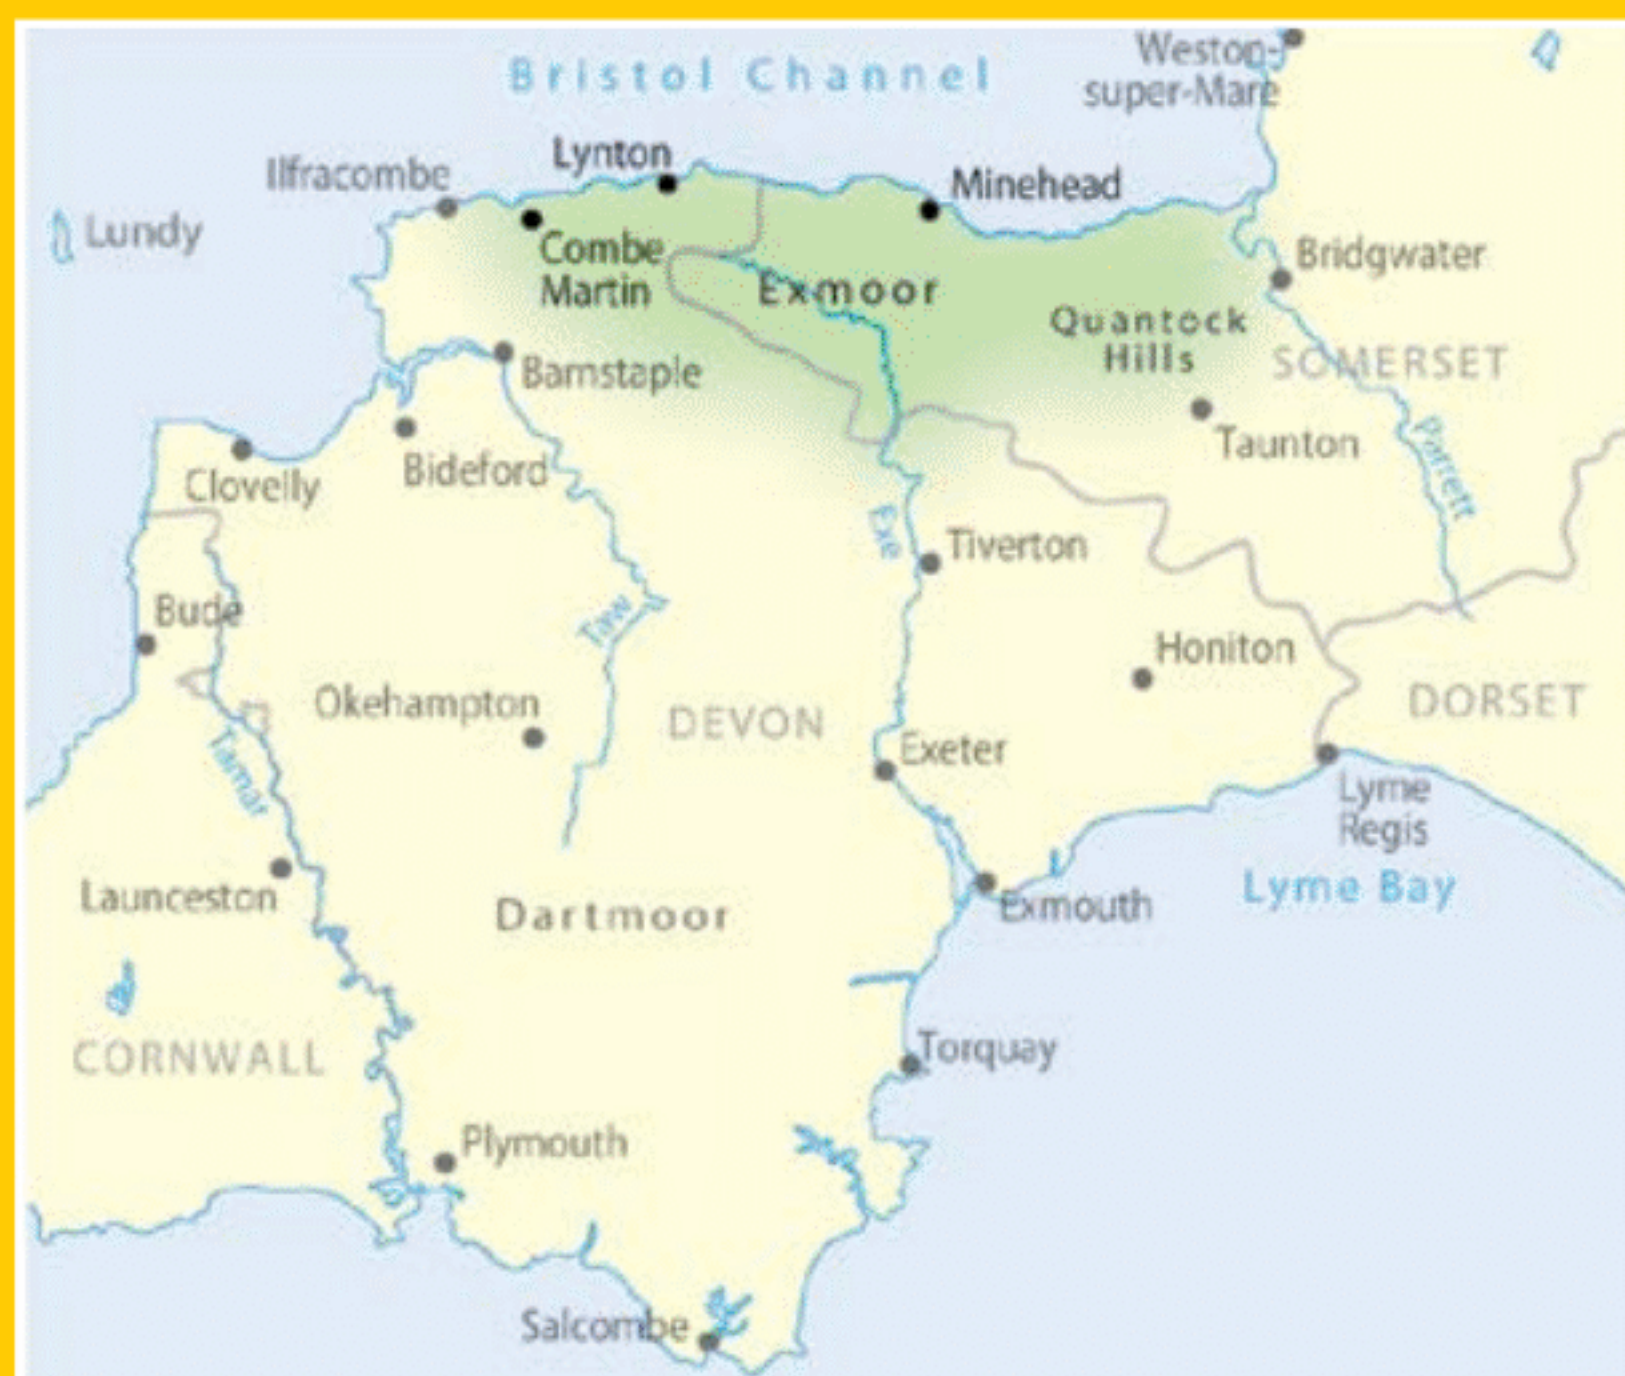 Bristol Channel
Weston-
super-Mare
Lynton
Ilfracombe
Minehead
Lundy
Combe
Martin
Exmoor
Bridgwater
Quantock
Hills
SOMERSET
Barnstaple
Taunton
Parrett
Clovelly
Bideford
Exe
Tiverton
Bude
Taw
Honiton
Okehampton
DEVON
DORSET
Tamar
Exeter
Lyme
Regis
Launceston
Dartmoor
Exmouth
Lyme Bay
CORNWALL
Torquay
Plymouth
Salcombe